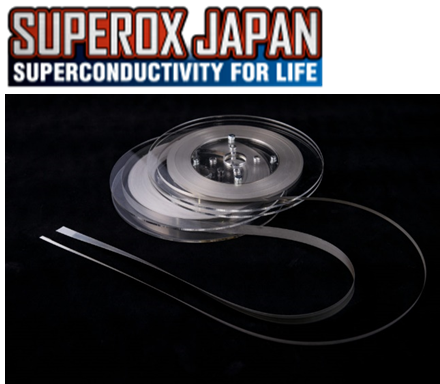 SUPEROX JAPAN
SUPERCONDUCTIVITY FOR LIFE